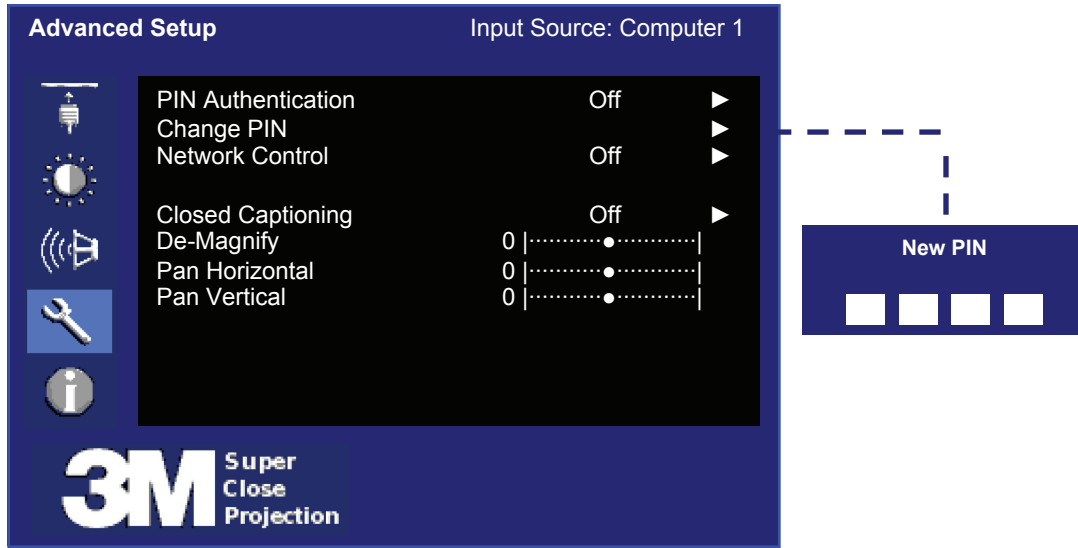 Advanced Setup Input Source: Computer 1
PIN Authentication Off ►
Change PIN ►
Network Control Off ►
Closed Captioning Off ►
De-Magnify 0 |···········●············|
Pan Horizontal 0 |···········●············|
Pan Vertical 0 |···········●············|
New PIN
i
3M Super
Close
Projection